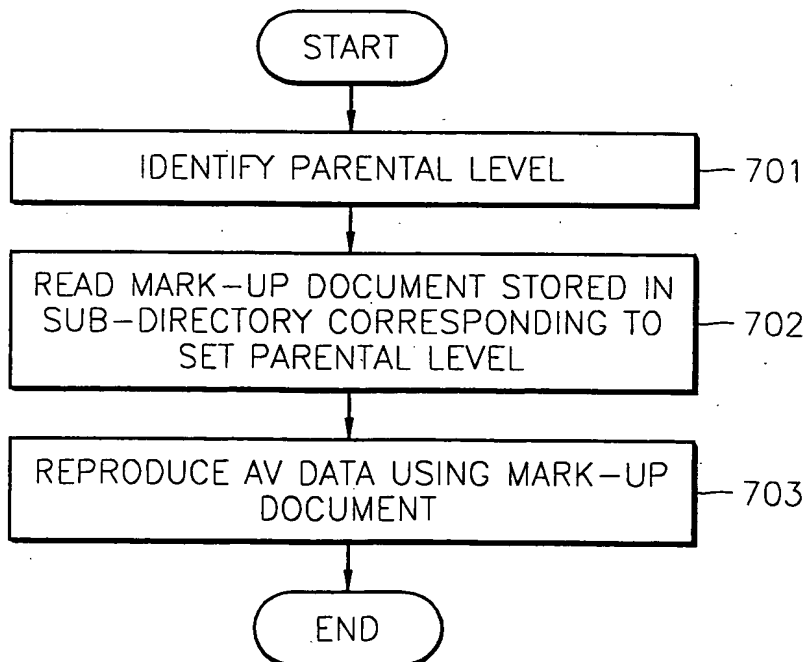 START
IDENTIFY PARENTAL LEVEL
701
READ MARK-UP DOCUMENT STORED IN
SUB-DIRECTORY CORRESPONDING TO
SET PARENTAL LEVEL
702
REPRODUCE AV DATA USING MARK-UP
DOCUMENT
703
END